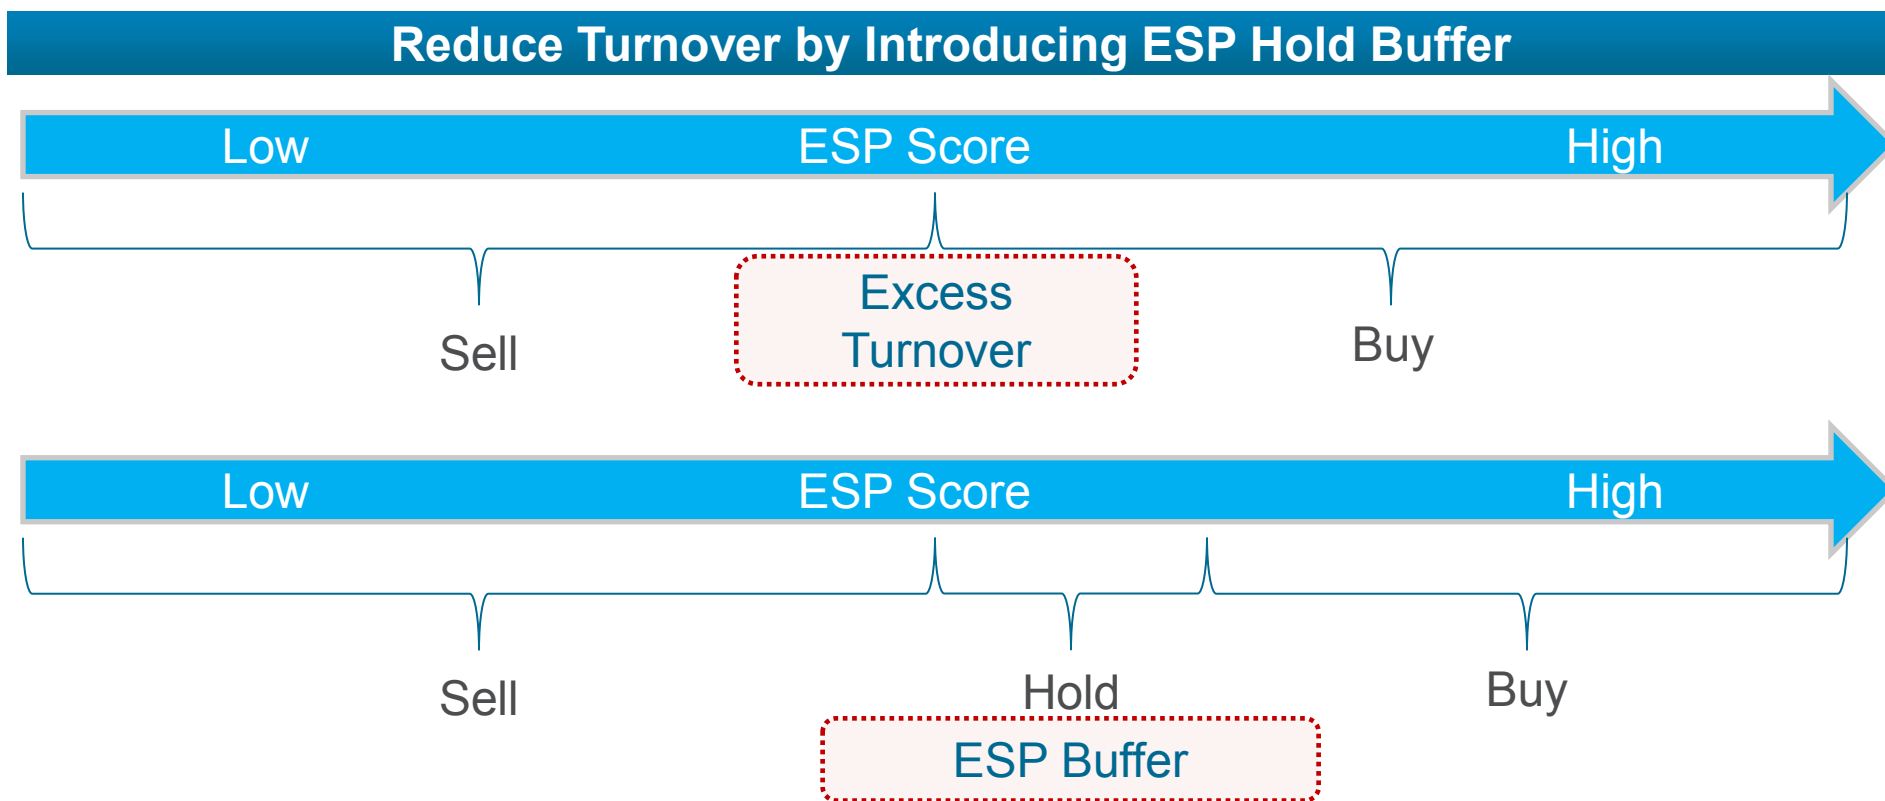 Reduce Turnover by Introducing ESP Hold Buffer
Low ESP Score High
Excess
Turnover
Sell Buy
Low ESP Score High
Sell Hold Buy
ESP Buffer